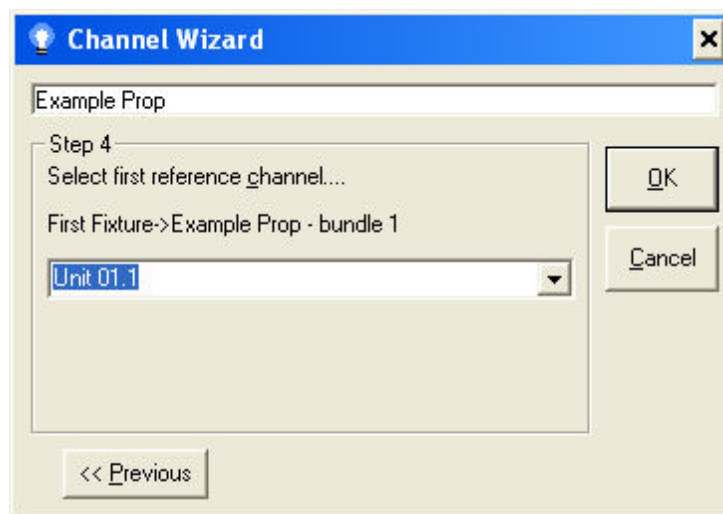 Channel Wizard
Example Prop
Step 4
Select first reference channel....
First Fixture->Example Prop - bundle 1
Unit 01.1
OK
Cancel
<< Previous